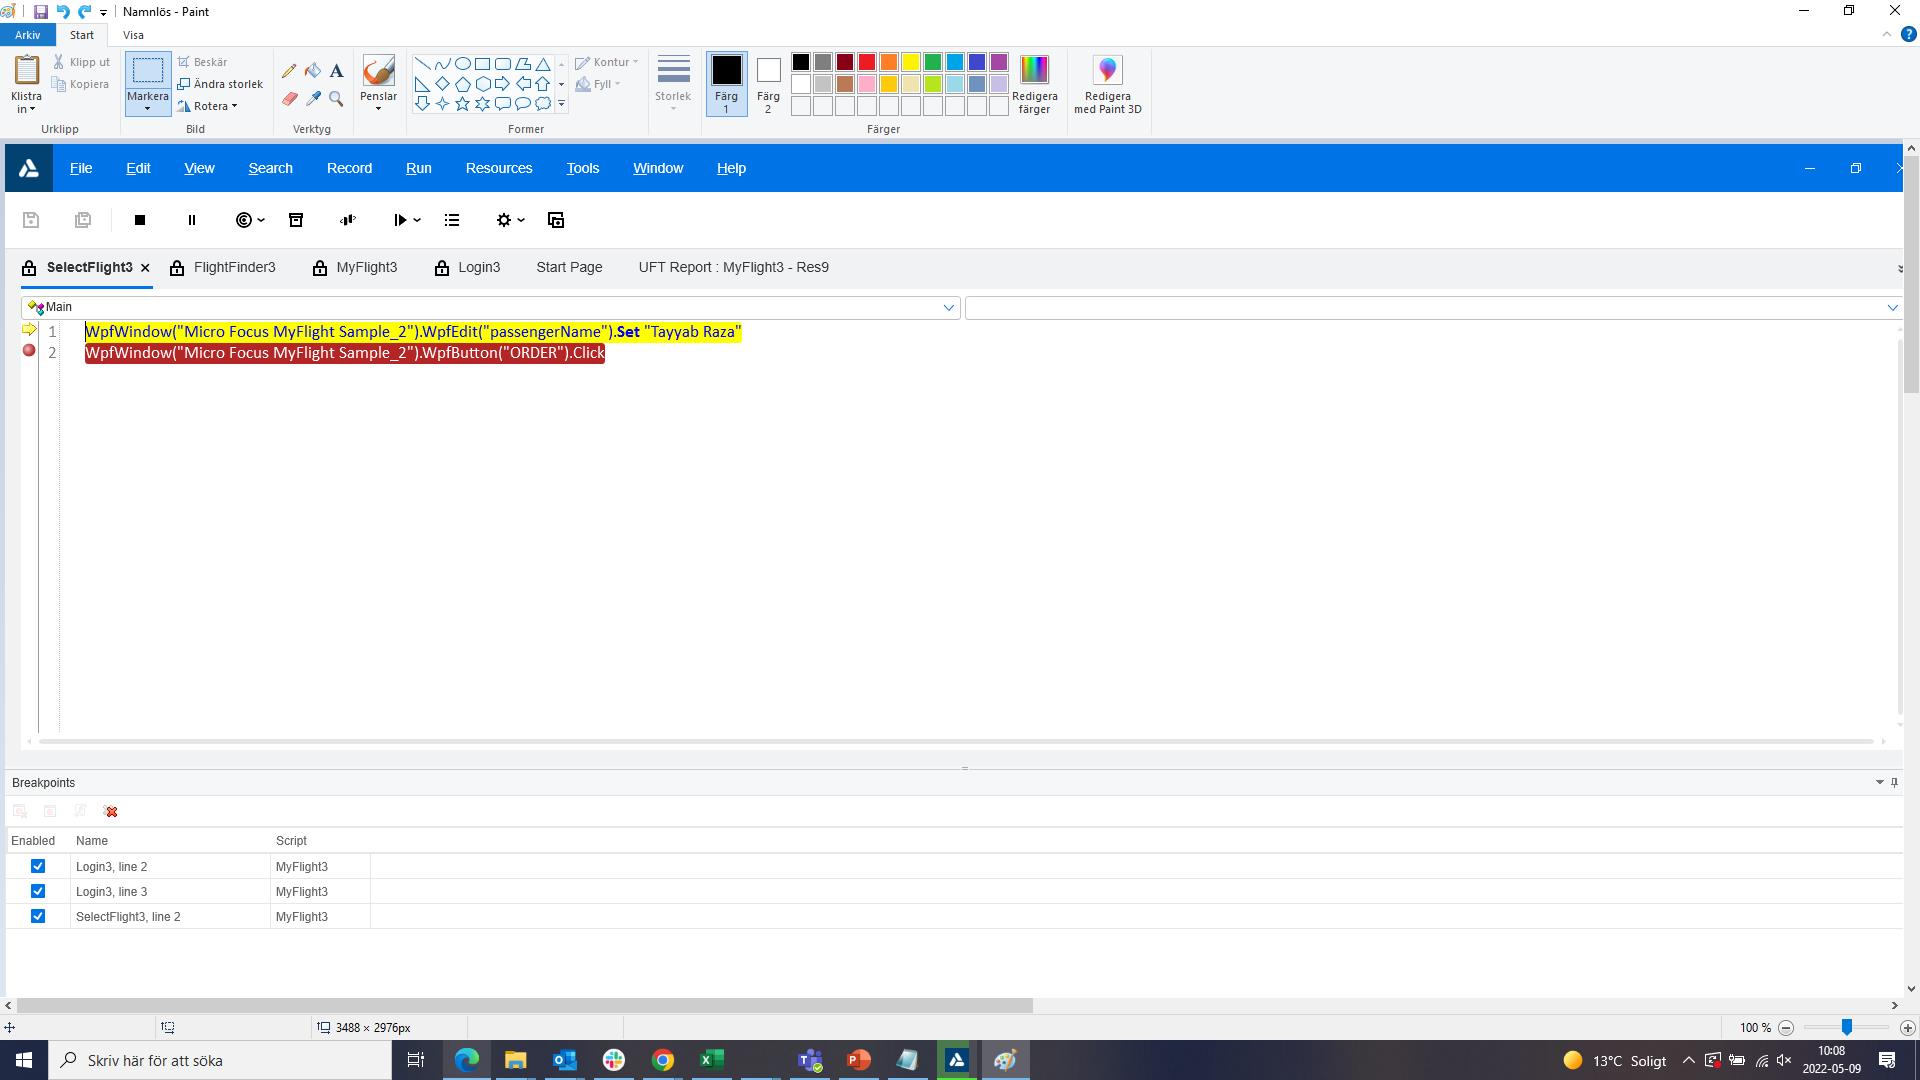 Namnlös - Paint
Arkiv Start Visa
Klistra in
Klipp ut
Kopiera
Urklipp
Markera
Beskär
Ändra storlek
Rotera
Bild
A
Verktyg
Penslar
Kontur
Fyll
Former
Storlek
Färg 1
Färg 2
Redigera färger
Färger
Redigera med Paint 3D
File Edit View Search Record Run Resources Tools Window Help
SelectFlight3 FlightFinder3 MyFlight3 Login3 Start Page UFT Report : MyFlight3 - Res9
Main
1 WpfWindow("Micro Focus MyFlight Sample_2").WpfEdit("passengerName").Set "Tayyab Raza"
2 WpfWindow("Micro Focus MyFlight Sample_2").WpfButton("ORDER").Click
Breakpoints
Enabled Name Script
Login3, line 2 MyFlight3
Login3, line 3 MyFlight3
SelectFlight3, line 2 MyFlight3
3488 × 2976px
100 %
Skriv här för att söka
13°C Soligt
10:08
2022-05-09